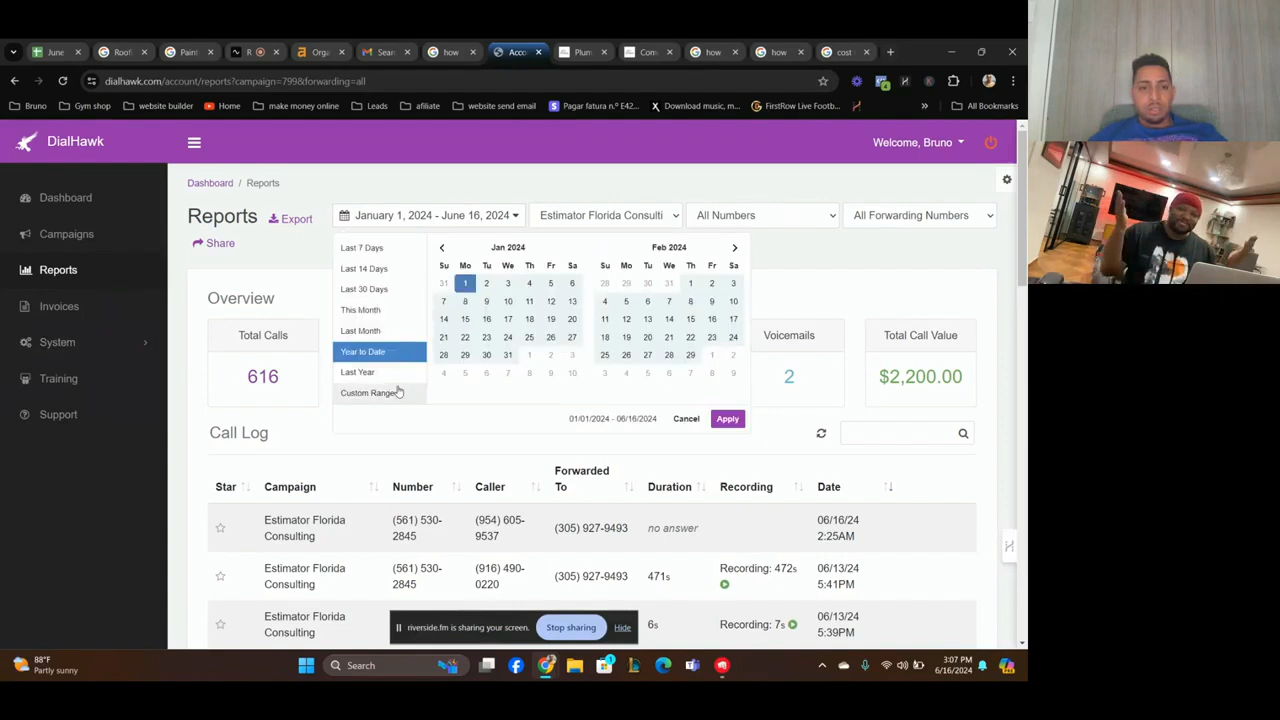 June
Roof
Paint
R
Orga
Sear
how
Acco
Plum
Com
how
how
cost
dialhawk.com/account/reports?campaign=799&forwarding=all
Bruno
Gym shop
website builder
Home
make money online
Leads
afiliate
website send email
Pagar fatura n° E42...
Download music, m...
FirstRow Live Footb...
All Bookmarks
DialHawk
Welcome, Bruno
Dashboard
Campaigns
Reports
Invoices
System
Training
Support
Dashboard / Reports
Reports
Export
Share
January 1, 2024 - June 16, 2024
Estimator Florida Consulti
All Numbers
All Forwarding Numbers
Last 7 Days
Last 14 Days
Last 30 Days
This Month
Last Month
Year to Date
Last Year
Custom Range
Jan 2024
Su Mo Tu We Th Fr Sa
31 1 2 3 4 5 6
7 8 9 10 11 12 13
14 15 16 17 18 19 20
21 22 23 24 25 26 27
28 29 30 31 1 2 3
4 5 6 7 8 9 10
Feb 2024
Su Mo Tu We Th Fr Sa
28 29 30 31 1 2 3
4 5 6 7 8 9 10
11 12 13 14 15 16 17
18 19 20 21 22 23 24
25 26 27 28 29 1 2
3 4 5 6 7 8 9
01/01/2024 - 06/16/2024
Cancel
Apply
Overview
Total Calls
616
Voicemails
2
Total Call Value
$2,200.00
Call Log
Star Campaign Number Caller Forwarded To Duration Recording Date
Estimator Florida Consulting (561) 530-2845 (954) 605-9537 (305) 927-9493 no answer 06/16/24 2:25AM
Estimator Florida Consulting (561) 530-2845 (916) 490-0220 (305) 927-9493 471s Recording: 472s 06/13/24 5:41PM
Estimator Florida Consulting 6s Recording: 7s 06/13/24 5:39PM
riverside.fm is sharing your screen.
Stop sharing
Hide
88°F
Partly sunny
Search
3:07 PM
6/16/2024